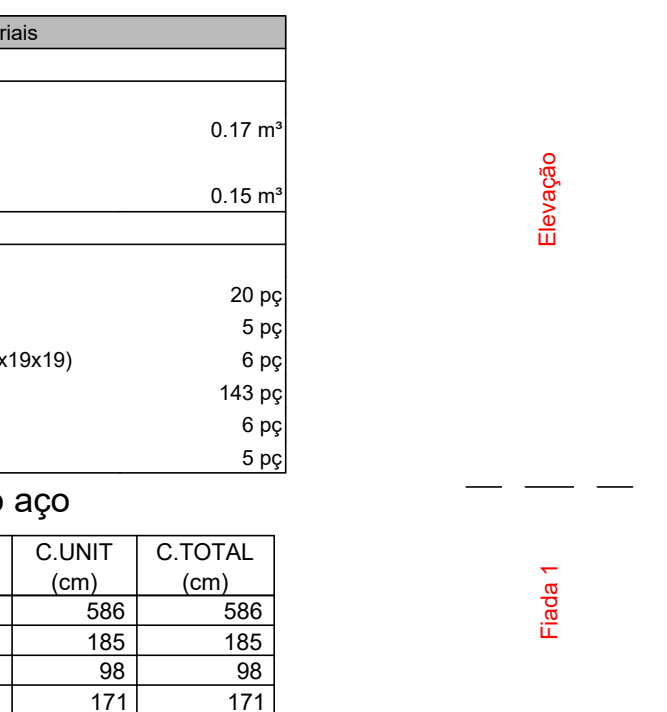 riais
0.17 m³
0.15 m³
20 pç
5 pç
x19x19) 6 pç
143 pç
6 pç
5 pç
o aço
C.UNIT C.TOTAL
(cm) (cm)
586 586
185 185
98 98
171 171
Elevação
Fiada 1